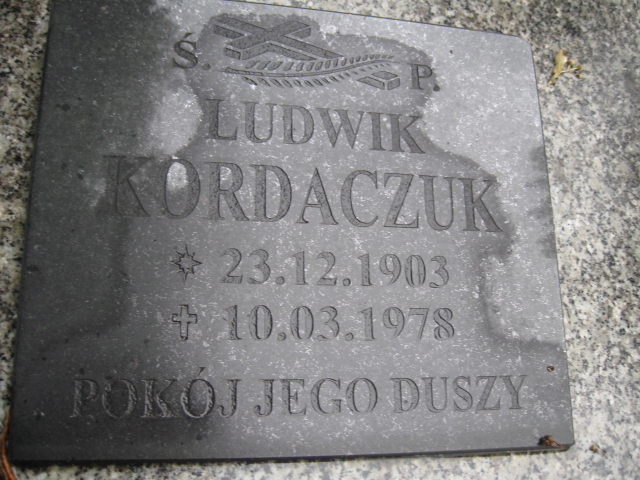 Ś. P.
LUDWIK
KORDACZUK
23.12.1903
10.03.1978
POKÓJ JEGO DUSZY